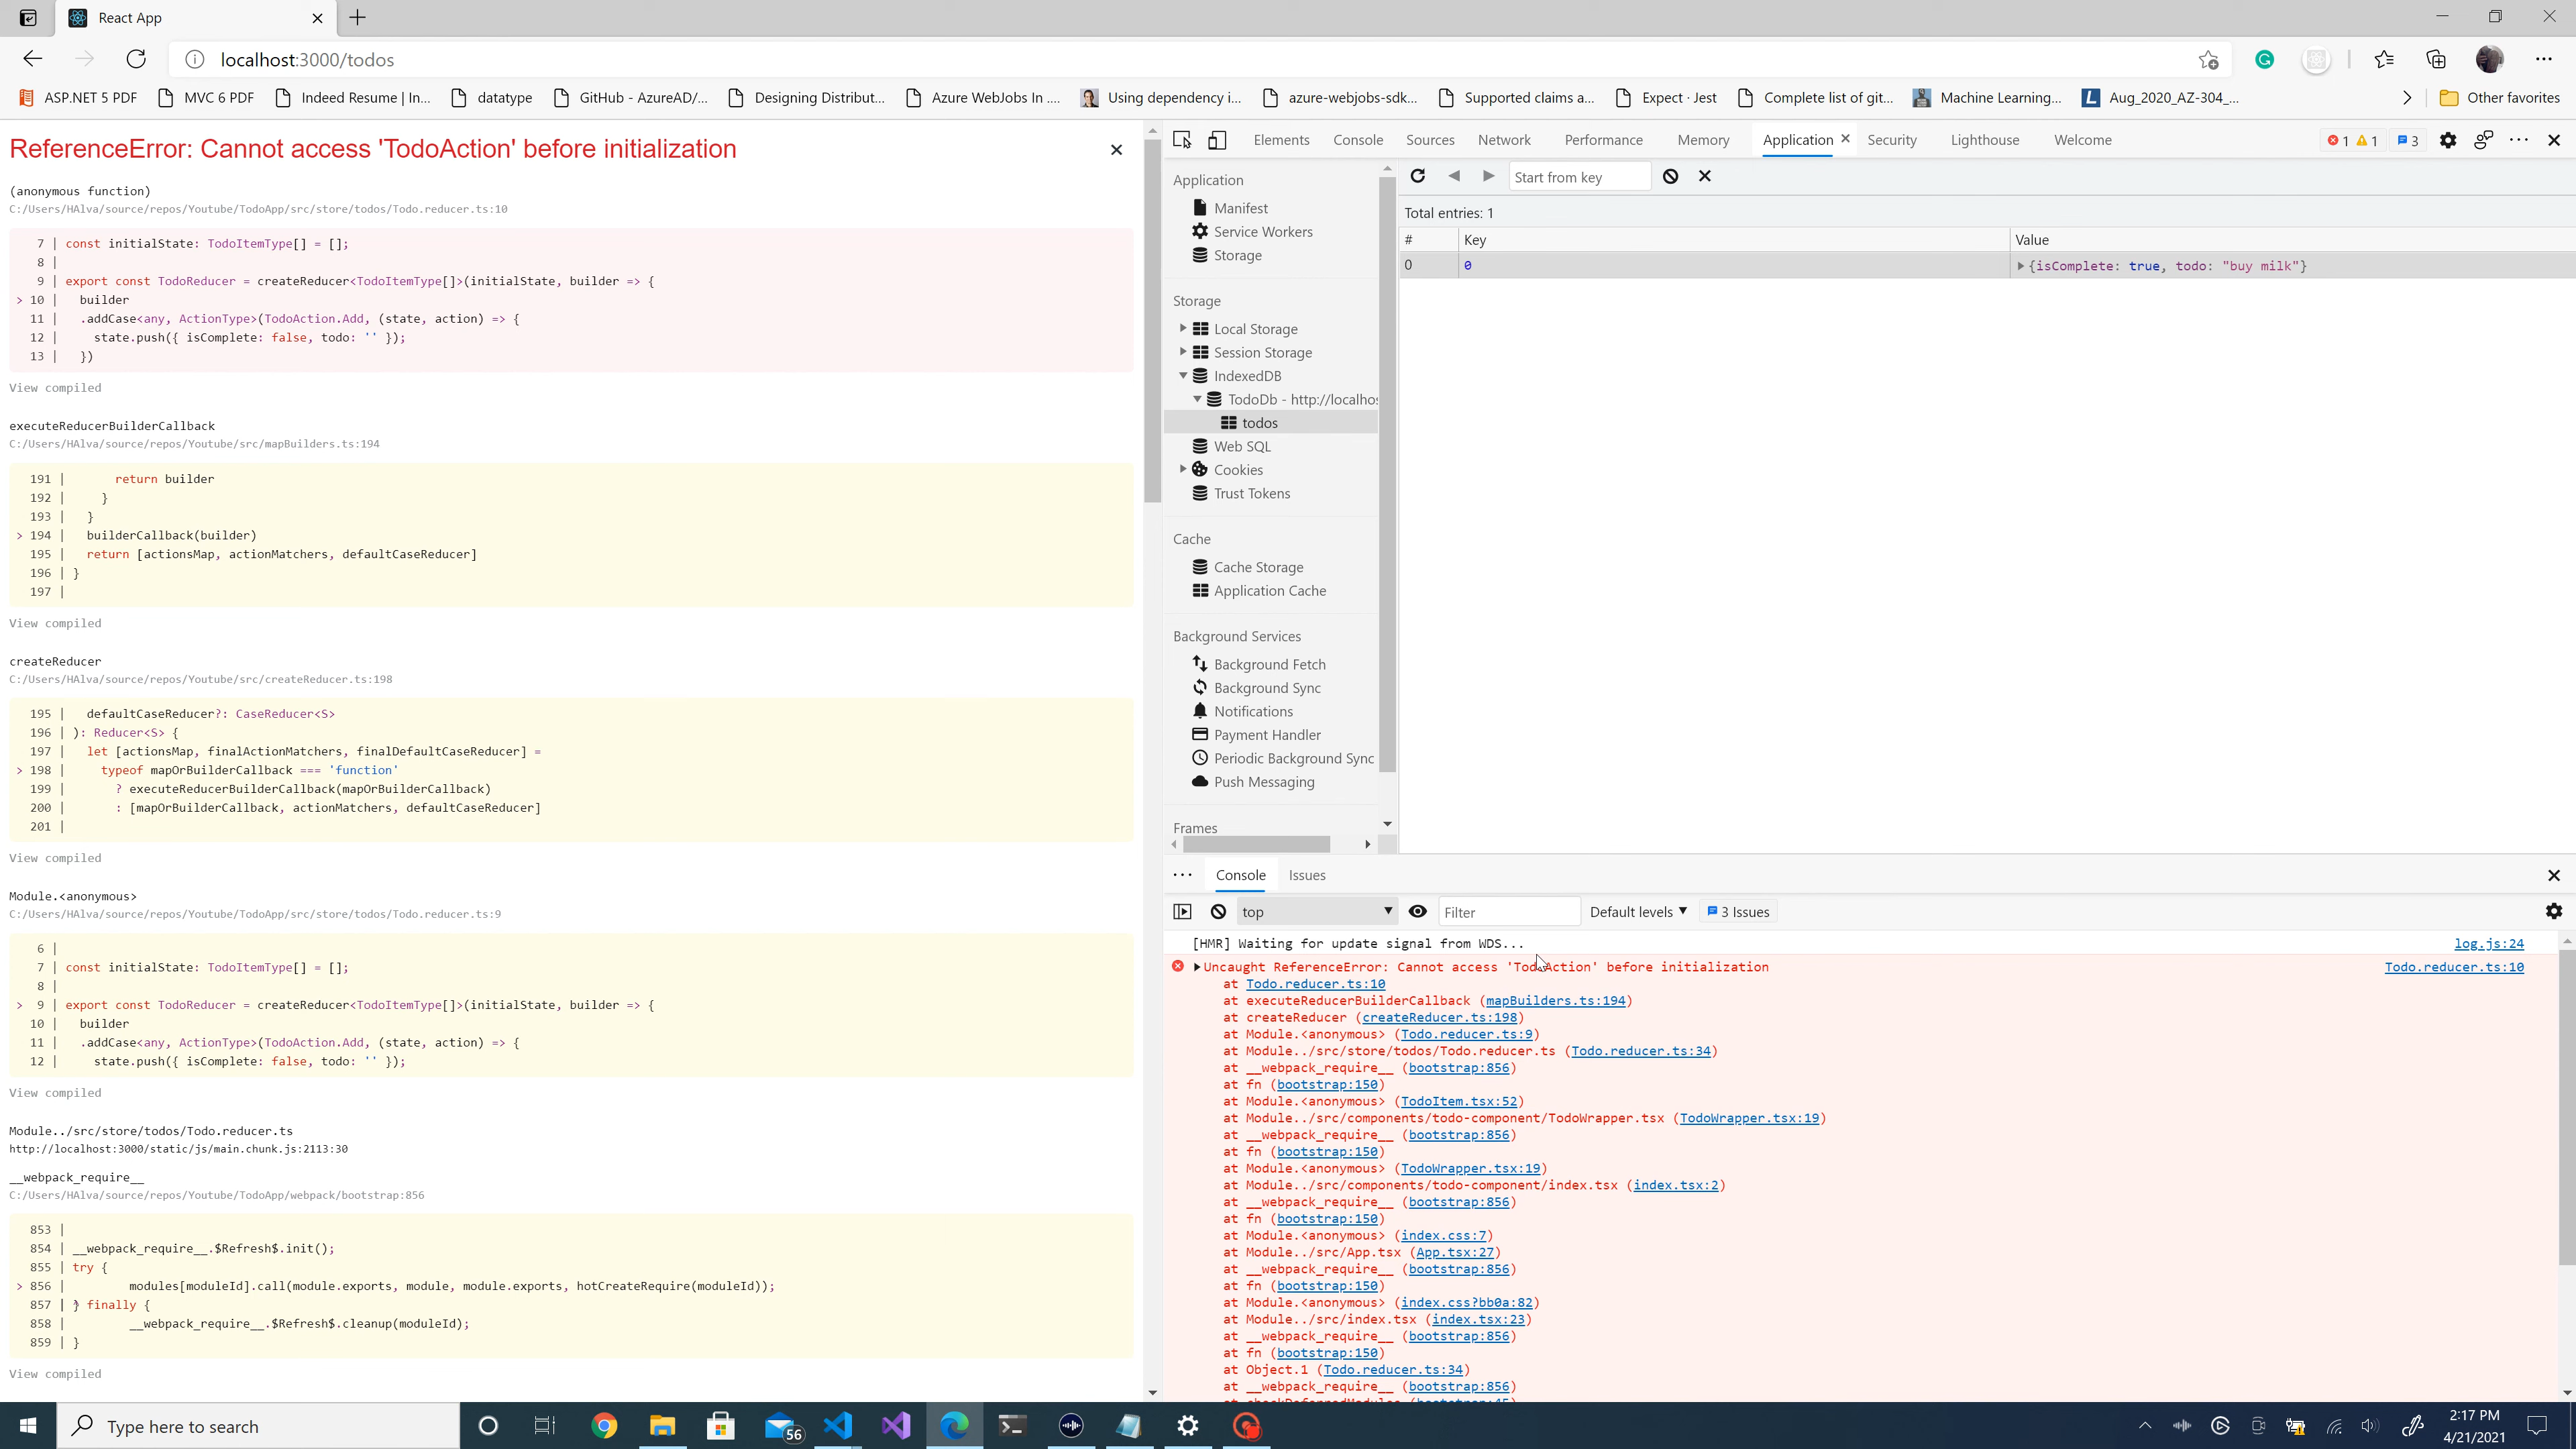 React App
localhost:3000/todos
ASP.NET 5 PDF
MVC 6 PDF
Indeed Resume | In...
datatype
GitHub - AzureAD/...
Designing Distribut...
Azure WebJobs In ....
Using dependency i...
azure-webjobs-sdk...
Supported claims a...
Expect · Jest
Complete list of git...
Machine Learning...
Aug_2020_AZ-304_...
Other favorites
ReferenceError: Cannot access 'TodoAction' before initialization
(anonymous function)
C:/Users/HAlva/source/repos/Youtube/TodoApp/src/store/todos/Todo.reducer.ts:10
7 | const initialState: TodoItemType[] = [];
8 |
9 | export const TodoReducer = createReducer<TodoItemType[]>(initialState, builder => {
> 10 | builder
11 | .addCase<any, ActionType>(TodoAction.Add, (state, action) => {
12 | state.push({ isComplete: false, todo: '' });
13 | })
View compiled
executeReducerBuilderCallback
C:/Users/HAlva/source/repos/Youtube/src/mapBuilders.ts:194
191 | return builder
192 | }
193 | }
> 194 | builderCallback(builder)
195 | return [actionsMap, actionMatchers, defaultCaseReducer]
196 | }
197 |
View compiled
createReducer
C:/Users/HAlva/source/repos/Youtube/src/createReducer.ts:198
195 | defaultCaseReducer?: CaseReducer<S>
196 | ): Reducer<S> {
197 | let [actionsMap, finalActionMatchers, finalDefaultCaseReducer] =
> 198 | typeof mapOrBuilderCallback === 'function'
199 | ? executeReducerBuilderCallback(mapOrBuilderCallback)
200 | : [mapOrBuilderCallback, actionMatchers, defaultCaseReducer]
201 |
View compiled
Module.<anonymous>
C:/Users/HAlva/source/repos/Youtube/TodoApp/src/store/todos/Todo.reducer.ts:9
6 |
7 | const initialState: TodoItemType[] = [];
8 |
> 9 | export const TodoReducer = createReducer<TodoItemType[]>(initialState, builder => {
10 | builder
11 | .addCase<any, ActionType>(TodoAction.Add, (state, action) => {
12 | state.push({ isComplete: false, todo: '' });
View compiled
Module../src/store/todos/Todo.reducer.ts
http://localhost:3000/static/js/main.chunk.js:2113:30
__webpack_require__
C:/Users/HAlva/source/repos/Youtube/TodoApp/webpack/bootstrap:856
853 |
854 | __webpack_require__.$Refresh$.init();
855 | try {
> 856 | modules[moduleId].call(module.exports, module, module.exports, hotCreateRequire(moduleId));
857 | } finally {
858 | __webpack_require__.$Refresh$.cleanup(moduleId);
859 | }
View compiled
Elements
Console
Sources
Network
Performance
Memory
Application
Security
Lighthouse
Welcome
1
1
3
Application
Manifest
Service Workers
Storage
Storage
Local Storage
Session Storage
IndexedDB
TodoDb - http://localhos
todos
Web SQL
Cookies
Trust Tokens
Cache
Cache Storage
Application Cache
Background Services
Background Fetch
Background Sync
Notifications
Payment Handler
Periodic Background Sync
Push Messaging
Frames
Start from key
Total entries: 1
# Key Value
0 0 {isComplete: true, todo: "buy milk"}
Console
Issues
top
Filter
Default levels
3 Issues
[HMR] Waiting for update signal from WDS... log.js:24
Uncaught ReferenceError: Cannot access 'TodoAction' before initialization Todo.reducer.ts:10
at Todo.reducer.ts:10
at executeReducerBuilderCallback (mapBuilders.ts:194)
at createReducer (createReducer.ts:198)
at Module.<anonymous> (Todo.reducer.ts:9)
at Module../src/store/todos/Todo.reducer.ts (Todo.reducer.ts:34)
at __webpack_require__ (bootstrap:856)
at fn (bootstrap:150)
at Module.<anonymous> (TodoItem.tsx:52)
at Module../src/components/todo-component/TodoWrapper.tsx (TodoWrapper.tsx:19)
at __webpack_require__ (bootstrap:856)
at fn (bootstrap:150)
at Module.<anonymous> (TodoWrapper.tsx:19)
at Module../src/components/todo-component/index.tsx (index.tsx:2)
at __webpack_require__ (bootstrap:856)
at fn (bootstrap:150)
at Module.<anonymous> (index.css:7)
at Module../src/App.tsx (App.tsx:27)
at __webpack_require__ (bootstrap:856)
at fn (bootstrap:150)
at Module.<anonymous> (index.css?bb0a:82)
at Module../src/index.tsx (index.tsx:23)
at __webpack_require__ (bootstrap:856)
at fn (bootstrap:150)
at Object.1 (Todo.reducer.ts:34)
at __webpack_require__ (bootstrap:856)
Type here to search
56
2:17 PM
4/21/2021